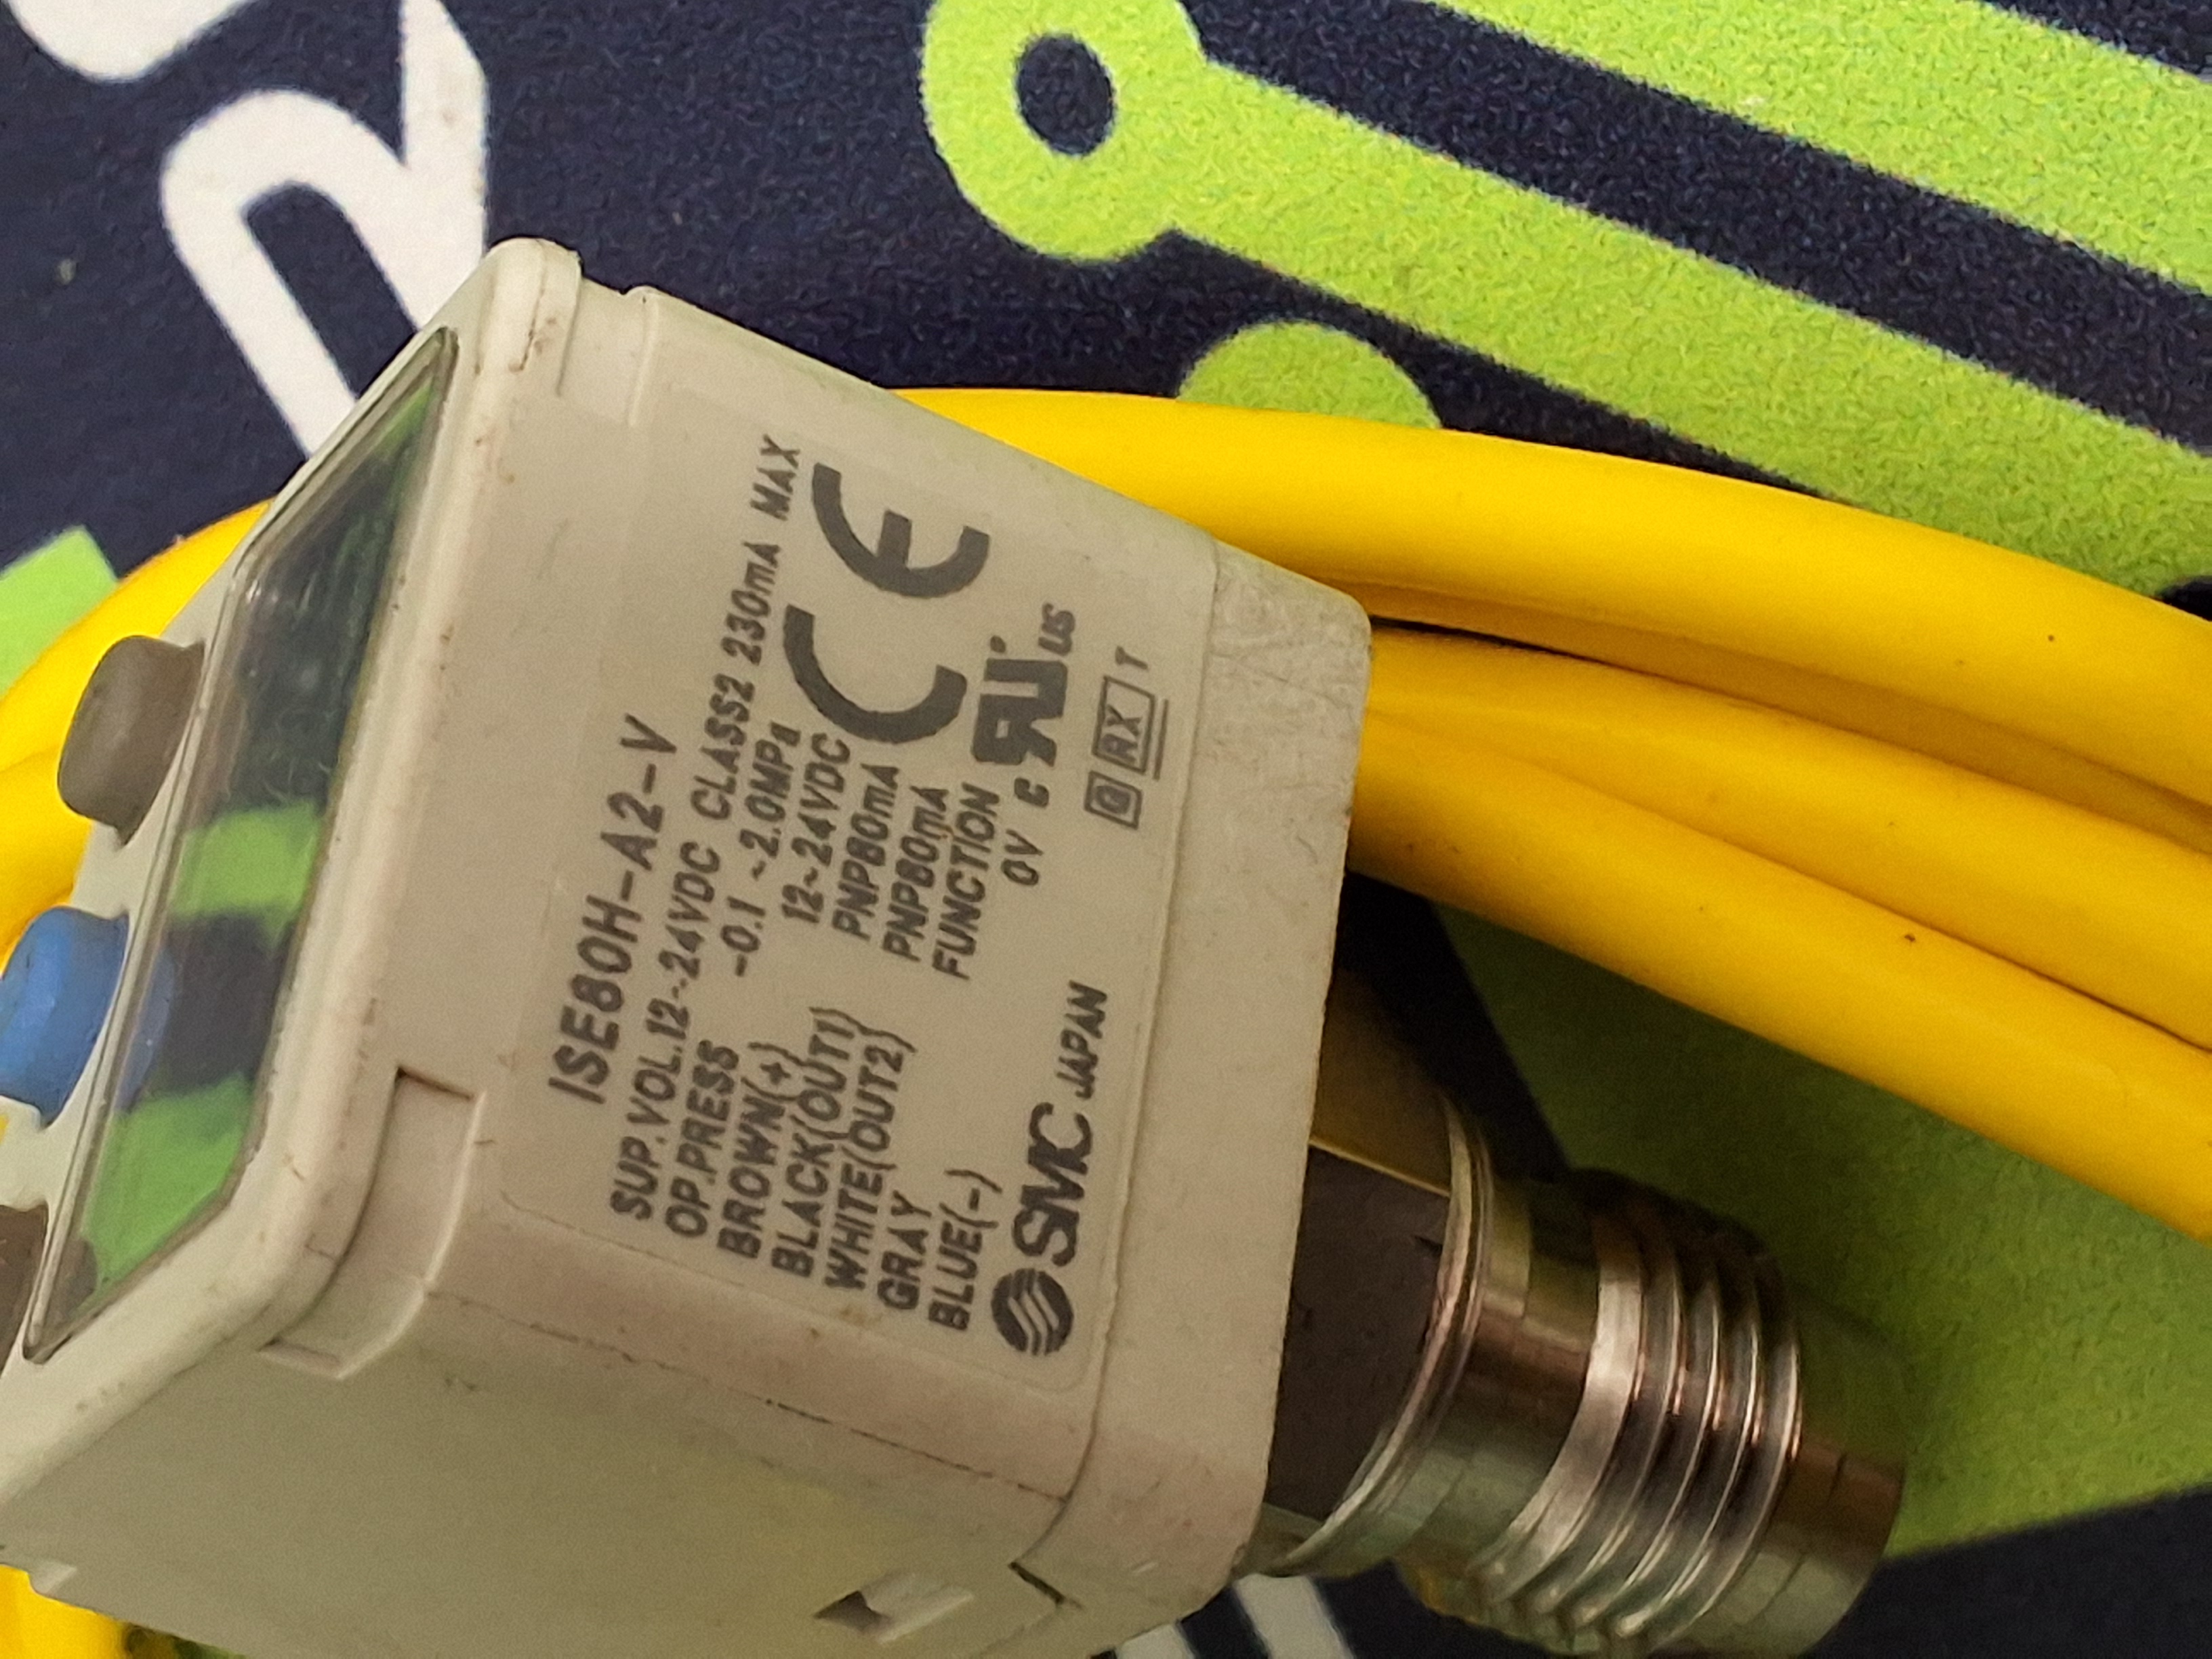 ISE80H-A2-V
SUP.VOL.12~24VDC CLASS2 230mA MAX
OP.PRESS -0.1 ~2.0MPa
BROWN(+) 12~24VDC
BLACK(OUT1) PNP80mA
WHITE(OUT2) PNP80mA
GRAY FUNCTION
BLUE(-) 0V
CE
c RU US
SMC JAPAN
Q RX T